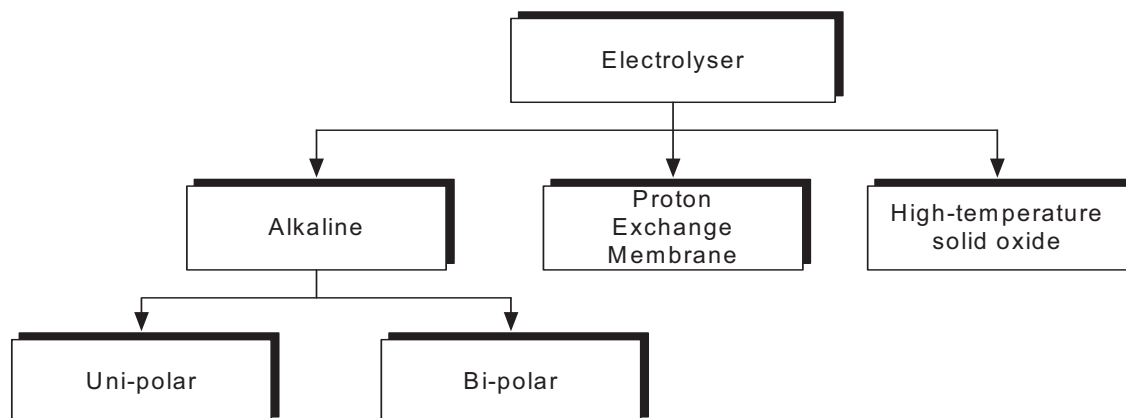 Electrolyser
Alkaline
Proton
Exchange
Membrane
High-temperature
solid oxide
Uni-polar
Bi-polar